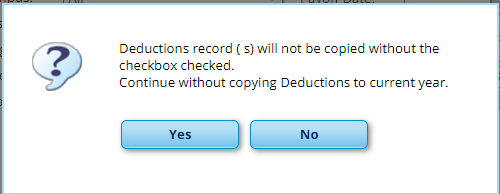 Deductions record ( s) will not be copied without the
checkbox checked.
Continue without copying Deductions to current year.
Yes No